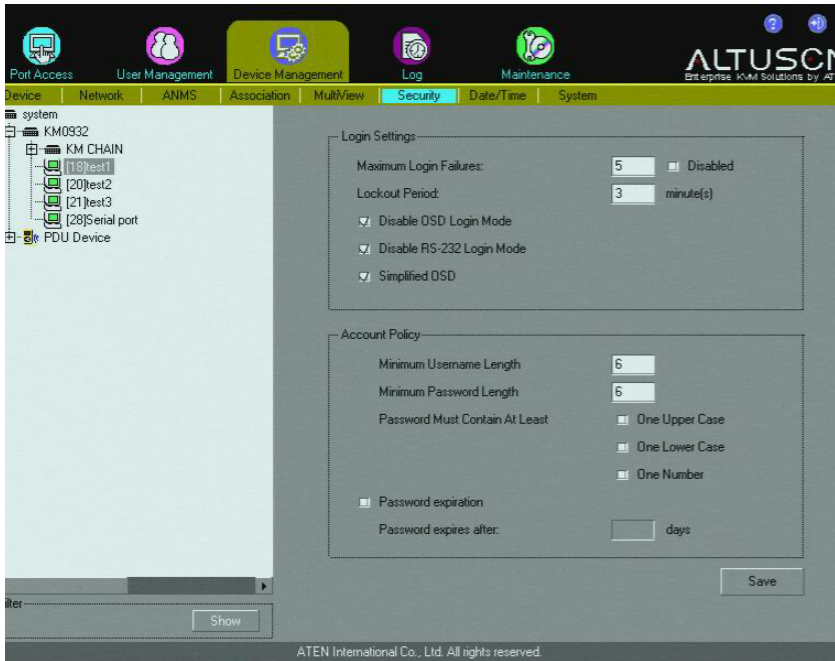 Port Access
User Management
Device Management
Log
Maintenance
ALTUSCN
Enterprise KVM Solutions by AT
Device
Network
ANMS
Association
MultiView
Security
Date/Time
System
system
KM0932
KM CHAIN
[18]test1
[20]test2
[21]test3
[28]Serial port
PDU Device
Login Settings
Maximum Login Failures: 5 Disabled
Lockout Period: 3 minute(s)
Disable OSD Login Mode
Disable RS-232 Login Mode
Simplified OSD
Account Policy
Minimum Username Length 6
Minimum Password Length 6
Password Must Contain At Least One Upper Case
One Lower Case
One Number
Password expiration
Password expires after: days
Save
ilter
Show
ATEN International Co., Ltd. All rights reserved.